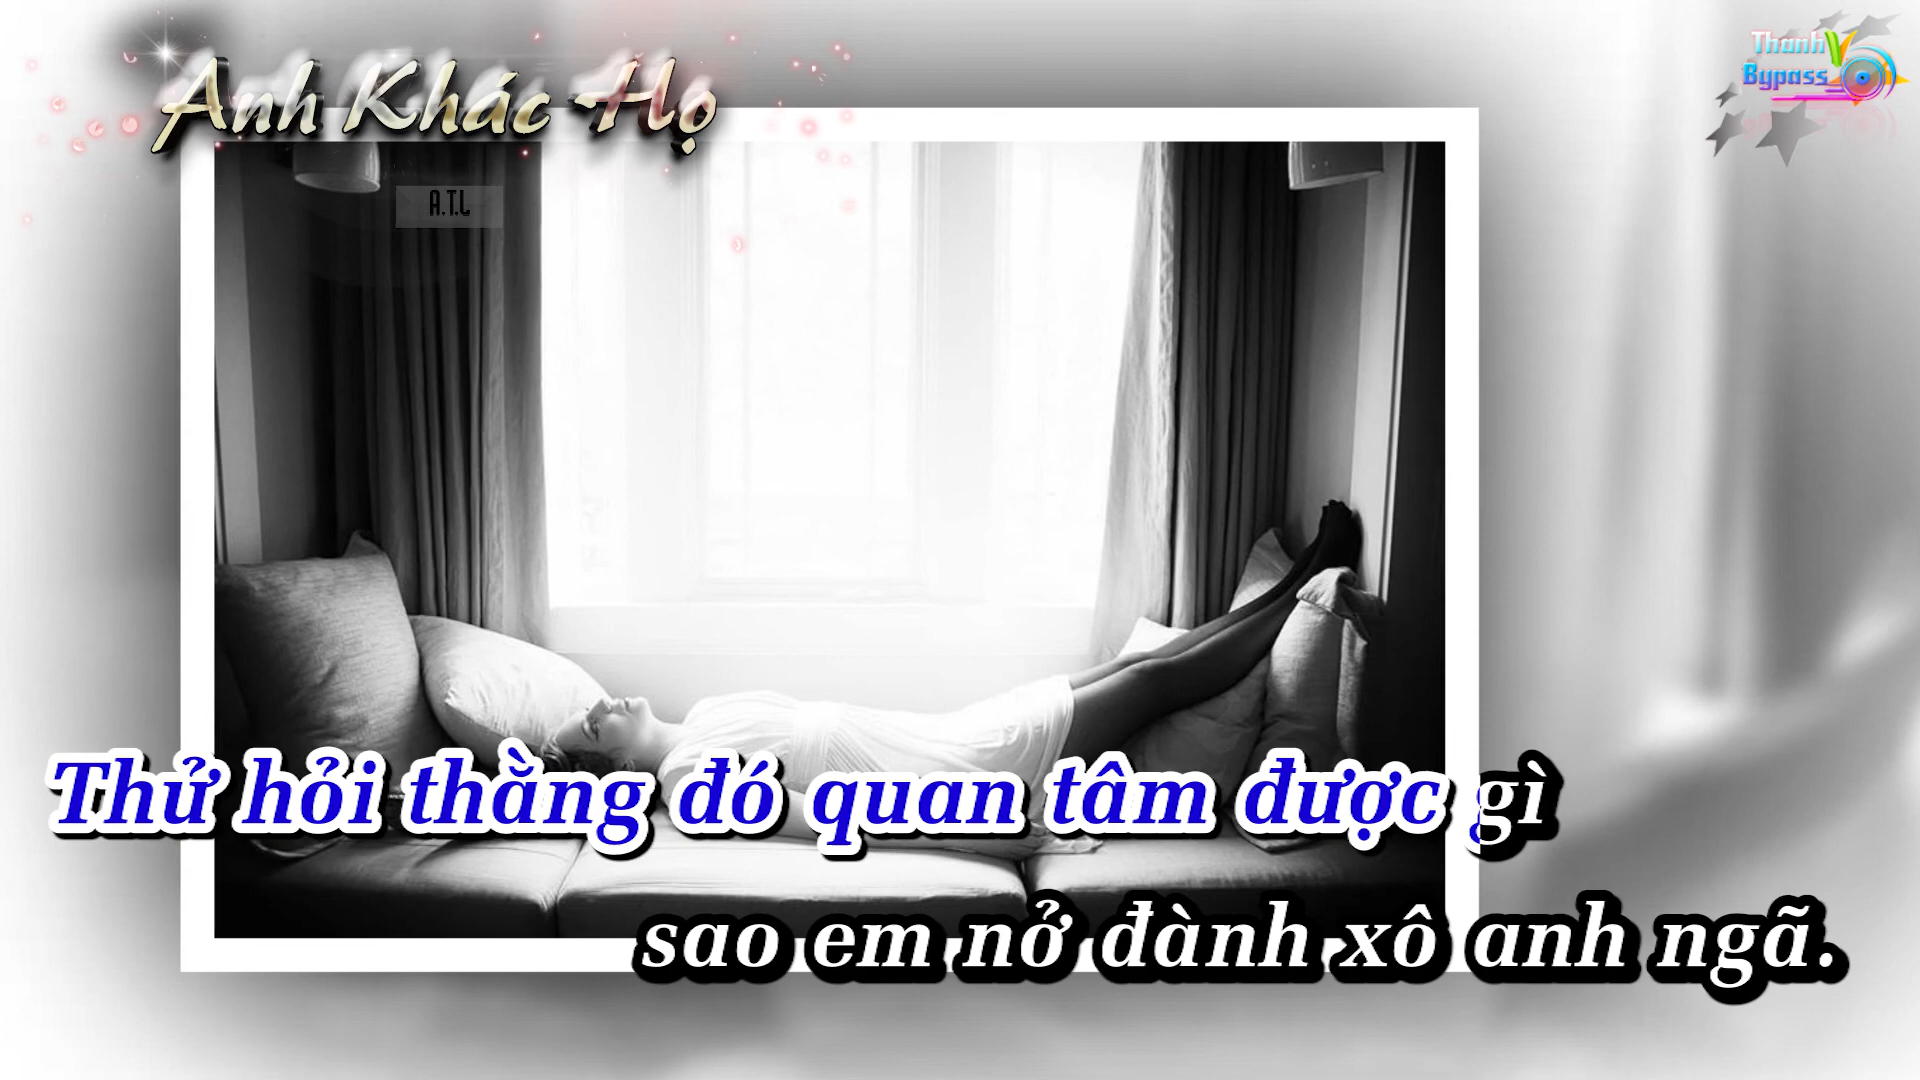 Anh Khác Họ
Thanh V
Bypass
A.T.L
Thử hỏi thằng đó quan tâm được gì
sao em nở đành xô anh ngã.